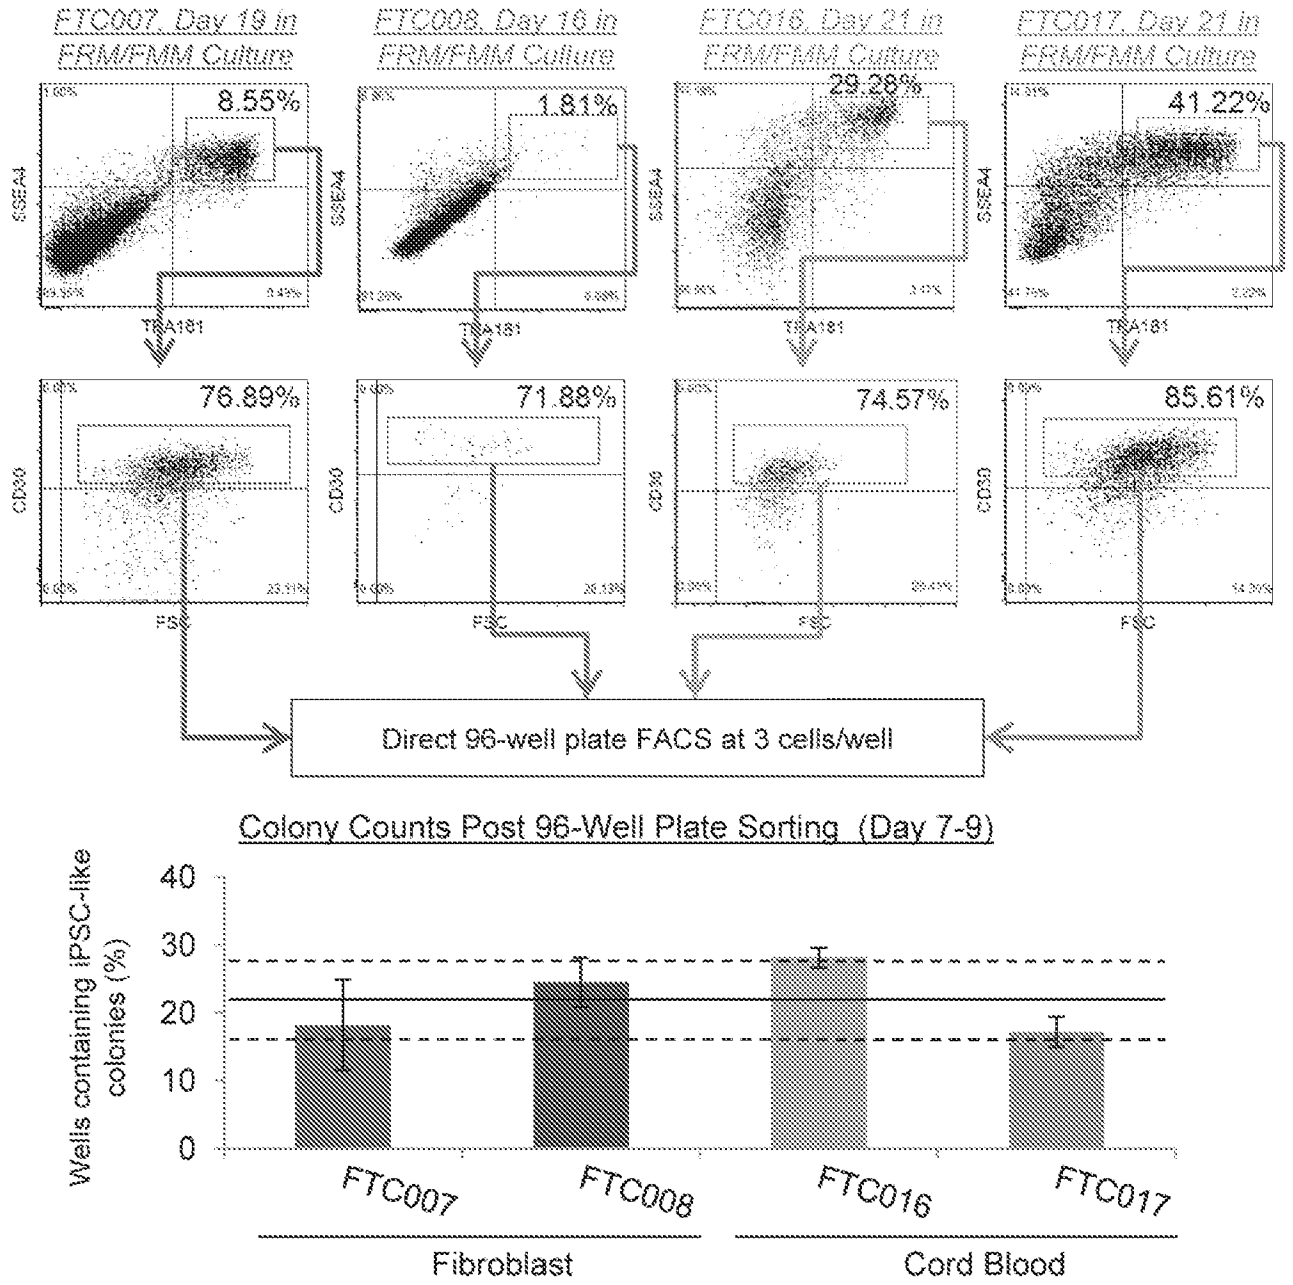 FTC007, Day 19 in
FRM/FMM Culture
FTC008, Day 16 in
FRM/FMM Culture
FTC016, Day 21 in
FRM/FMM Culture
FTC017, Day 21 in
FRM/FMM Culture
8.55%
1.81%
29.28%
41.22%
SSEA4
SSEA4
SSEA4
SSEA4
TRA181
TRA181
TRA181
TRA181
76.89%
71.88%
74.57%
85.61%
CD30
CD30
CD30
CD30
0.00%
FSC
FSC
FSC
FSC
Direct 96-well plate FACS at 3 cells/well
Colony Counts Post 96-Well Plate Sorting (Day 7-9)
Wells containing iPSC-like
colonies (%)
40
30
20
10
0
FTC007
FTC008
FTC016
FTC017
Fibroblast
Cord Blood